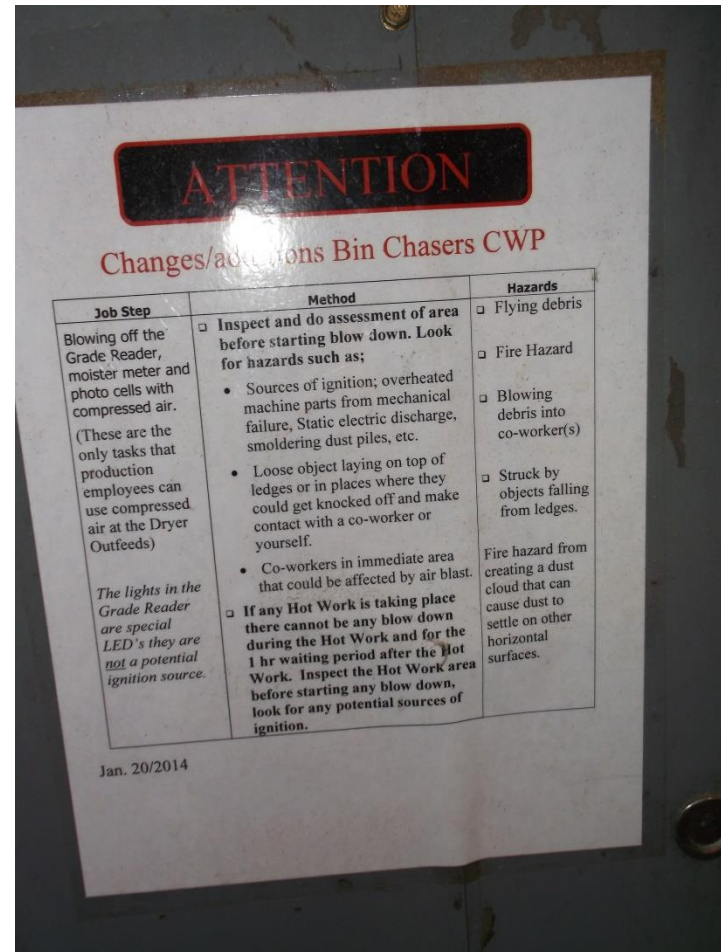 ATTENTION
Changes/additions Bin Chasers CWP
Job Step
Blowing off the
Grade Reader,
moister meter and
photo cells with
compressed air.
(These are the
only tasks that
production
employees can
use compressed
air at the Dryer
Outfeeds)
The lights in the
Grade Reader
are special
LED's they are
not a potential
ignition source.
Method
Inspect and do assessment of area
before starting blow down. Look
for hazards such as;
• Sources of ignition; overheated
machine parts from mechanical
failure, Static electric discharge,
smoldering dust piles, etc.
• Loose object laying on top of
ledges or in places where they
could get knocked off and make
contact with a co-worker or
yourself.
• Co-workers in immediate area
that could be affected by air blast.
If any Hot Work is taking place
there cannot be any blow down
during the Hot Work and for the
1 hr waiting period after the Hot
Work. Inspect the Hot Work area
before starting any blow down,
look for any potential sources of
ignition.
Hazards
Flying debris
Fire Hazard
Blowing
debris into
co-worker(s)
Struck by
objects falling
from ledges.
Fire hazard from
creating a dust
cloud that can
cause dust to
settle on other
horizontal
surfaces.
Jan. 20/2014